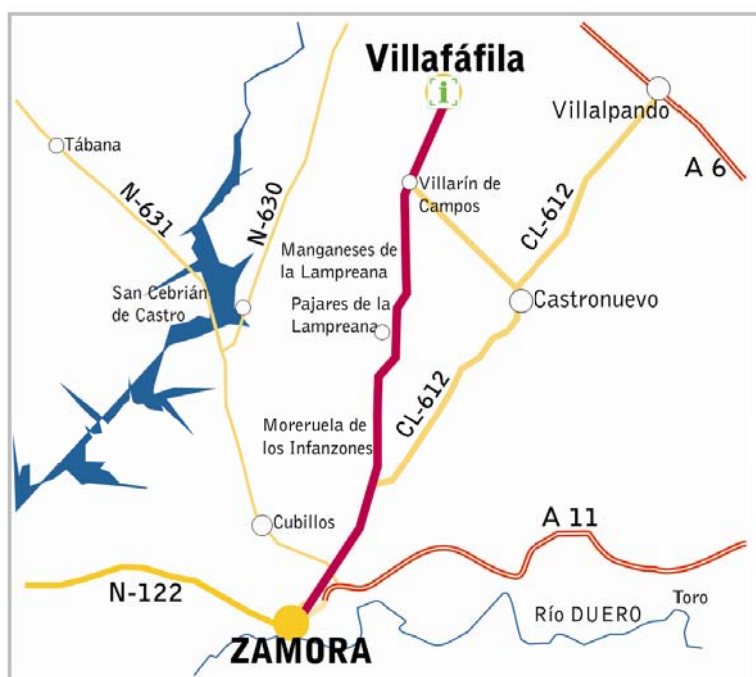 Villafáfila
i
Villalpando
Tábana
A 6
Villarín de
Campos
N-631
N-630
CL-612
Manganeses de
la Lampreana
San Cebrián
de Castro
Pajares de la
Lampreana
Castronuevo
CL-612
Moreruela de
los Infanzones
Cubillos
A 11
N-122
Río DUERO
Toro
ZAMORA